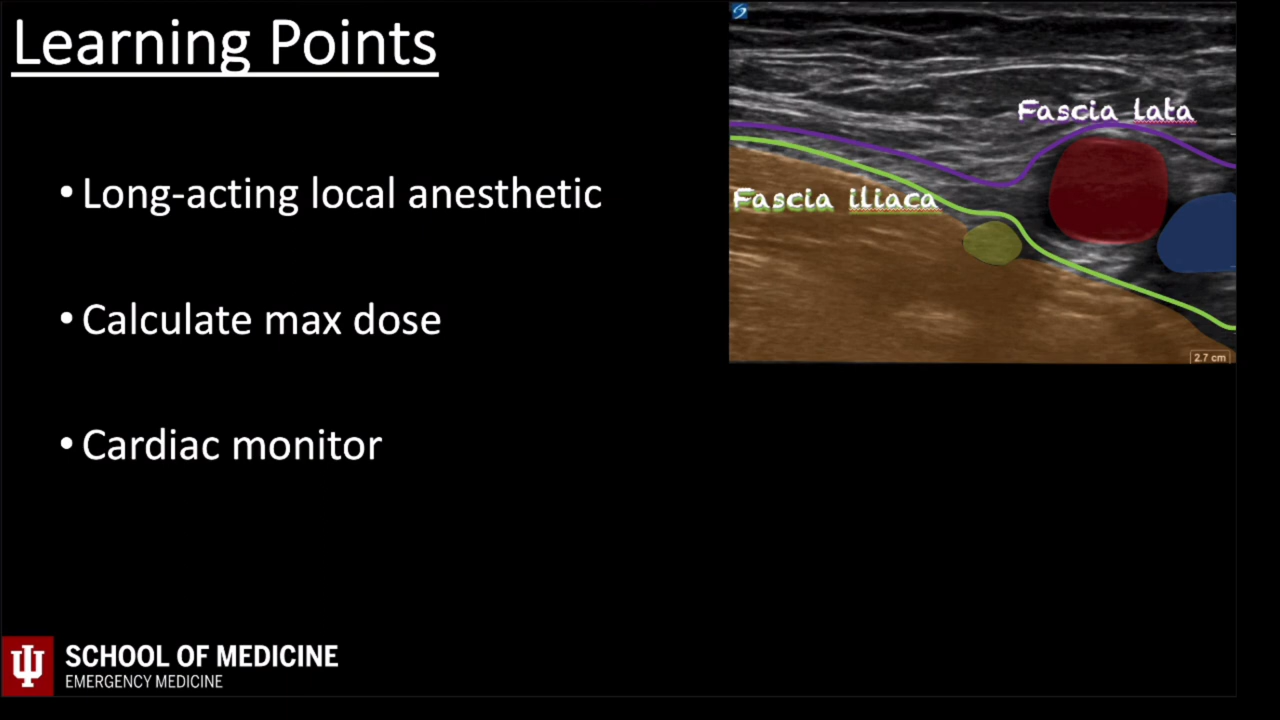 Learning Points
• Long-acting local anesthetic
• Calculate max dose
• Cardiac monitor
Fascia lata
Fascia iliaca
2.7 cm
SCHOOL OF MEDICINE
EMERGENCY MEDICINE